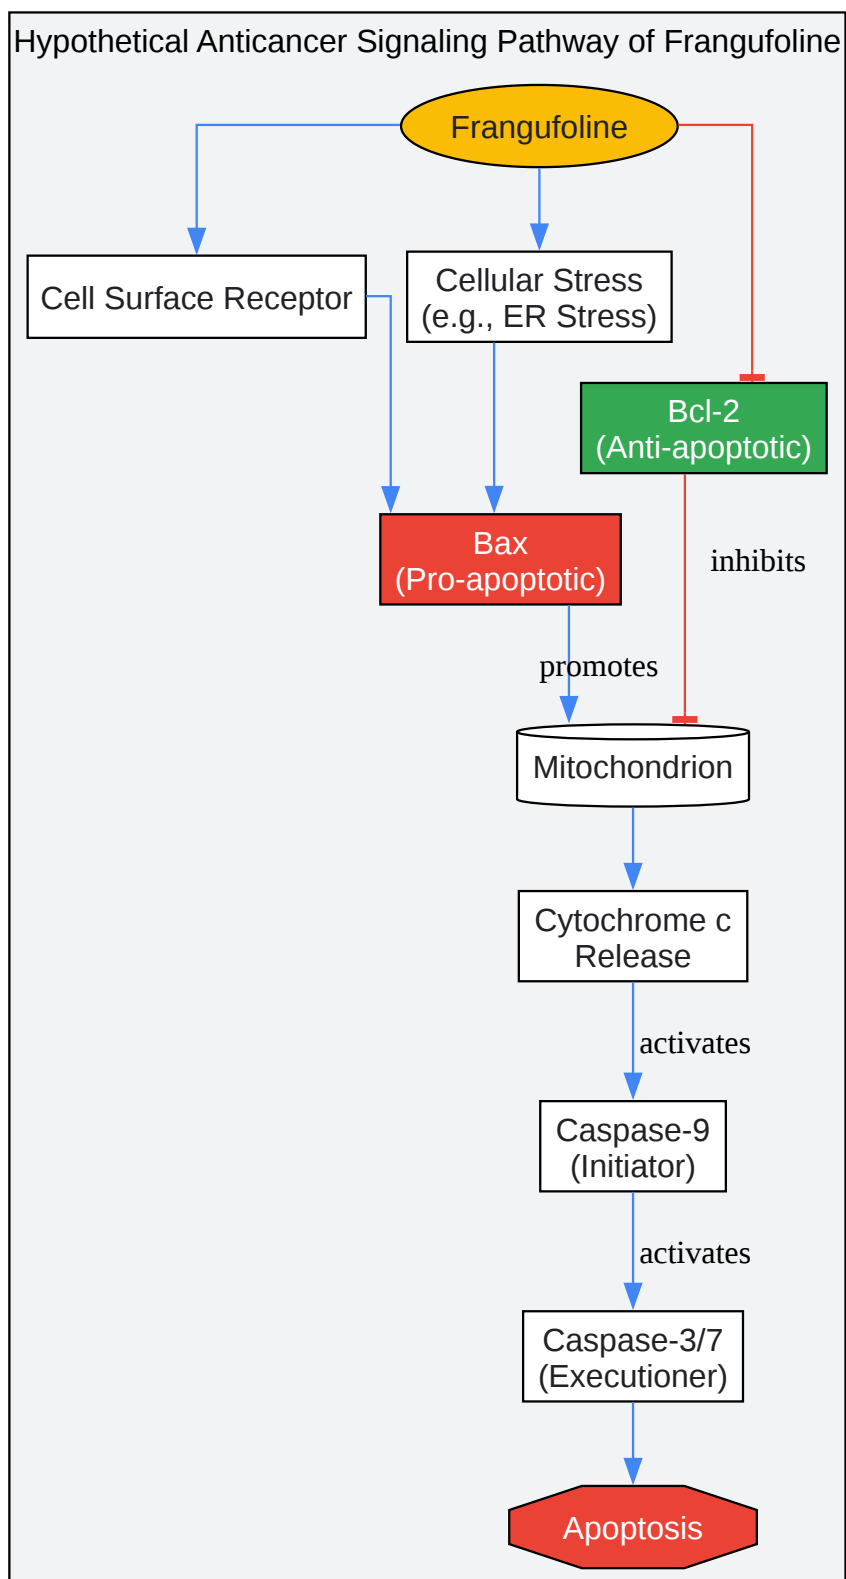 Hypothetical Anticancer Signaling Pathway of Frangufoline
Frangufoline
Cell Surface Receptor
Cellular Stress
(e.g., ER Stress)
Bcl-2
(Anti-apoptotic)
Bax
(Pro-apoptotic)
inhibits
promotes
Mitochondrion
Cytochrome c
Release
activates
Caspase-9
(Initiator)
activates
Caspase-3/7
(Executioner)
Apoptosis